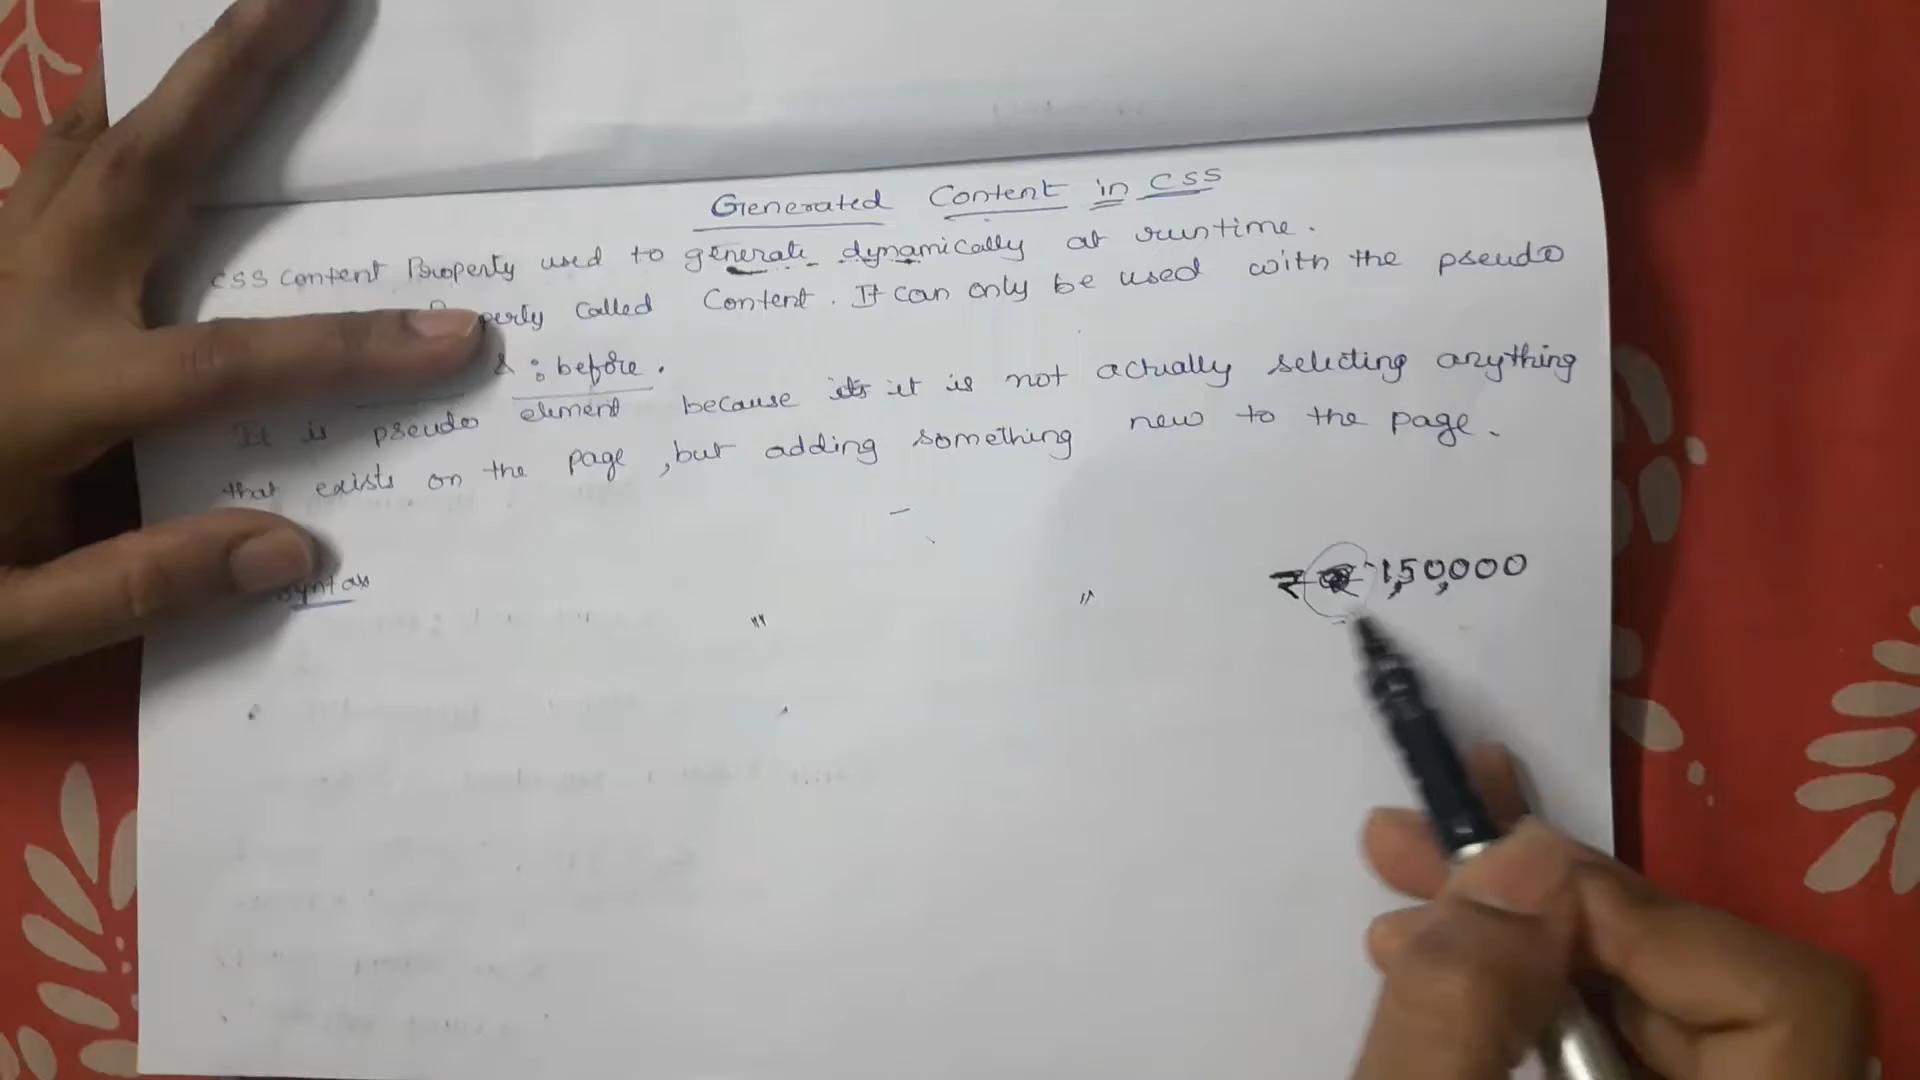 Generated Content in CSS
CSS content Property used to generate dynamically at runtime.
perty called Content. It can only be used with the pseudo
& :before.
It is pseudo element because it is not actually selecting anything
that exists on the page, but adding something new to the page.
₹ 1,50,000
Syntax